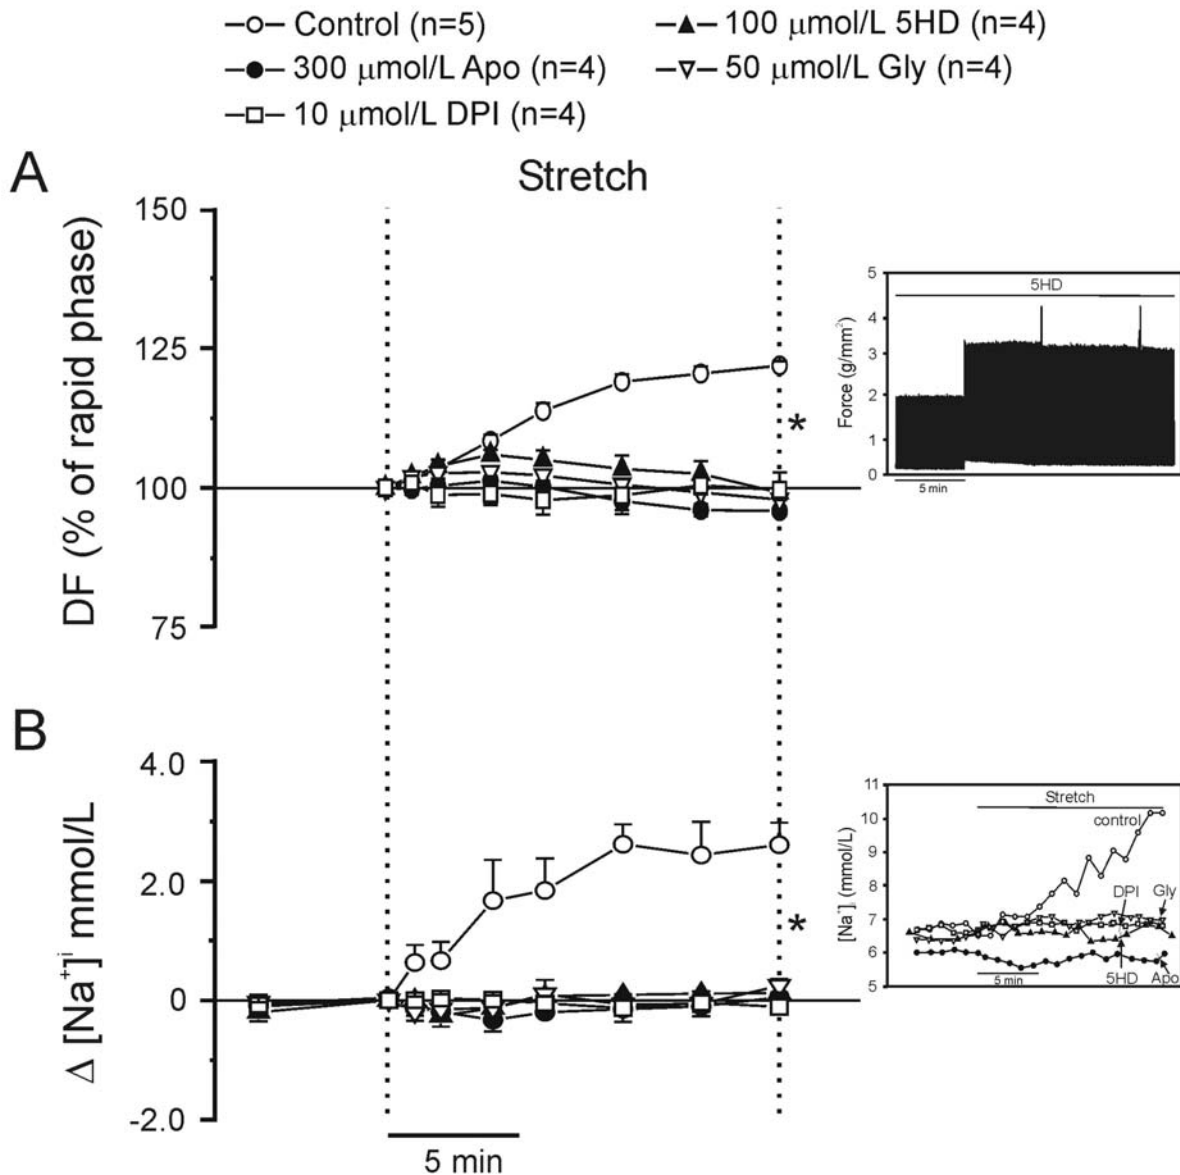 Control (n=5)
100 μmol/L 5HD (n=4)
300 μmol/L Apo (n=4)
50 μmol/L Gly (n=4)
10 μmol/L DPI (n=4)
A
Stretch
DF (% of rapid phase)
150
125
100
75
*
Force (g/mm²)
5
4
3
2
1
0
5HD
5 min
B
Δ [Na⁺]i mmol/L
4.0
2.0
0
-2.0
*
5 min
[Na⁺]i (mmol/L)
11
10
9
8
7
6
5
Stretch
control
DPI
Gly
5HD
Apo
5 min